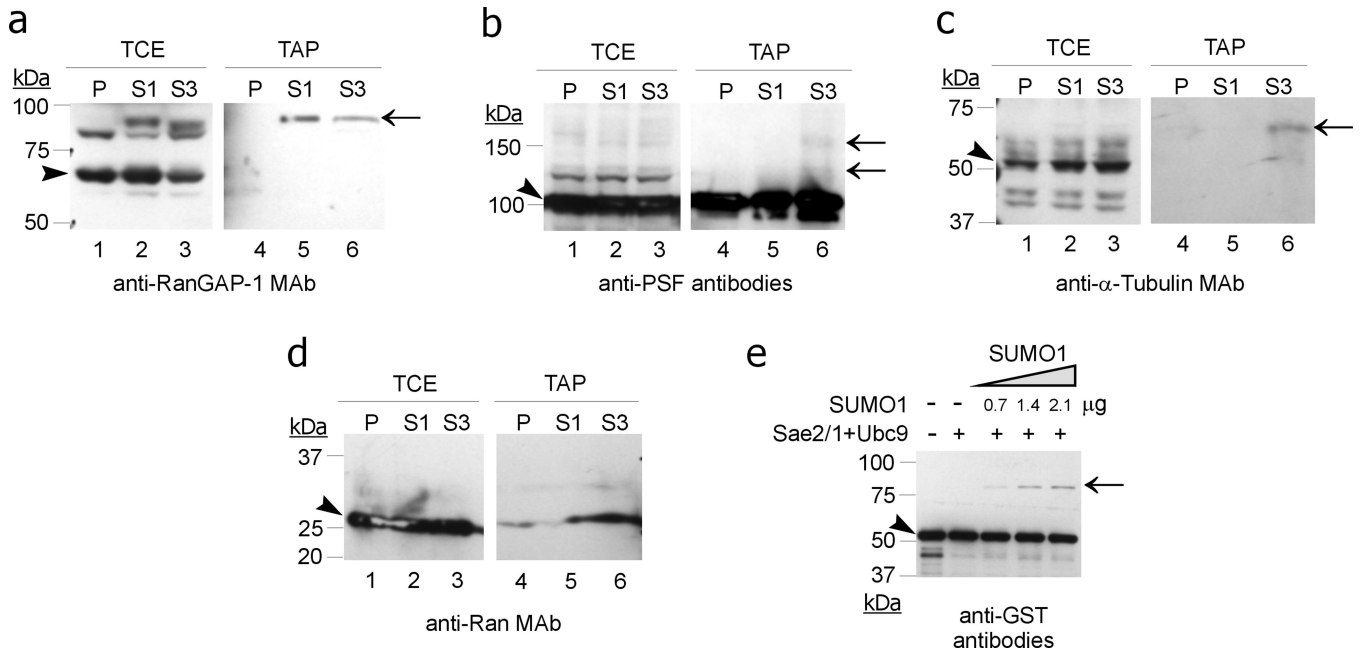 a
TCE TAP
kDa P S1 S3 P S1 S3
100
75
50
1 2 3 4 5 6
anti-RanGAP-1 MAb
b
TCE TAP
P S1 S3 P S1 S3
kDa
150
100
1 2 3 4 5 6
anti-PSF antibodies
c
TCE TAP
kDa P S1 S3 P S1 S3
75
50
37
1 2 3 4 5 6
anti-α-Tubulin MAb
d
TCE TAP
P S1 S3 P S1 S3
kDa
37
25
20
1 2 3 4 5 6
anti-Ran MAb
e
SUMO1
SUMO1 - - 0.7 1.4 2.1 μg
Sae2/1+Ubc9 - + + + +
100
75
50
37
kDa
anti-GST
antibodies